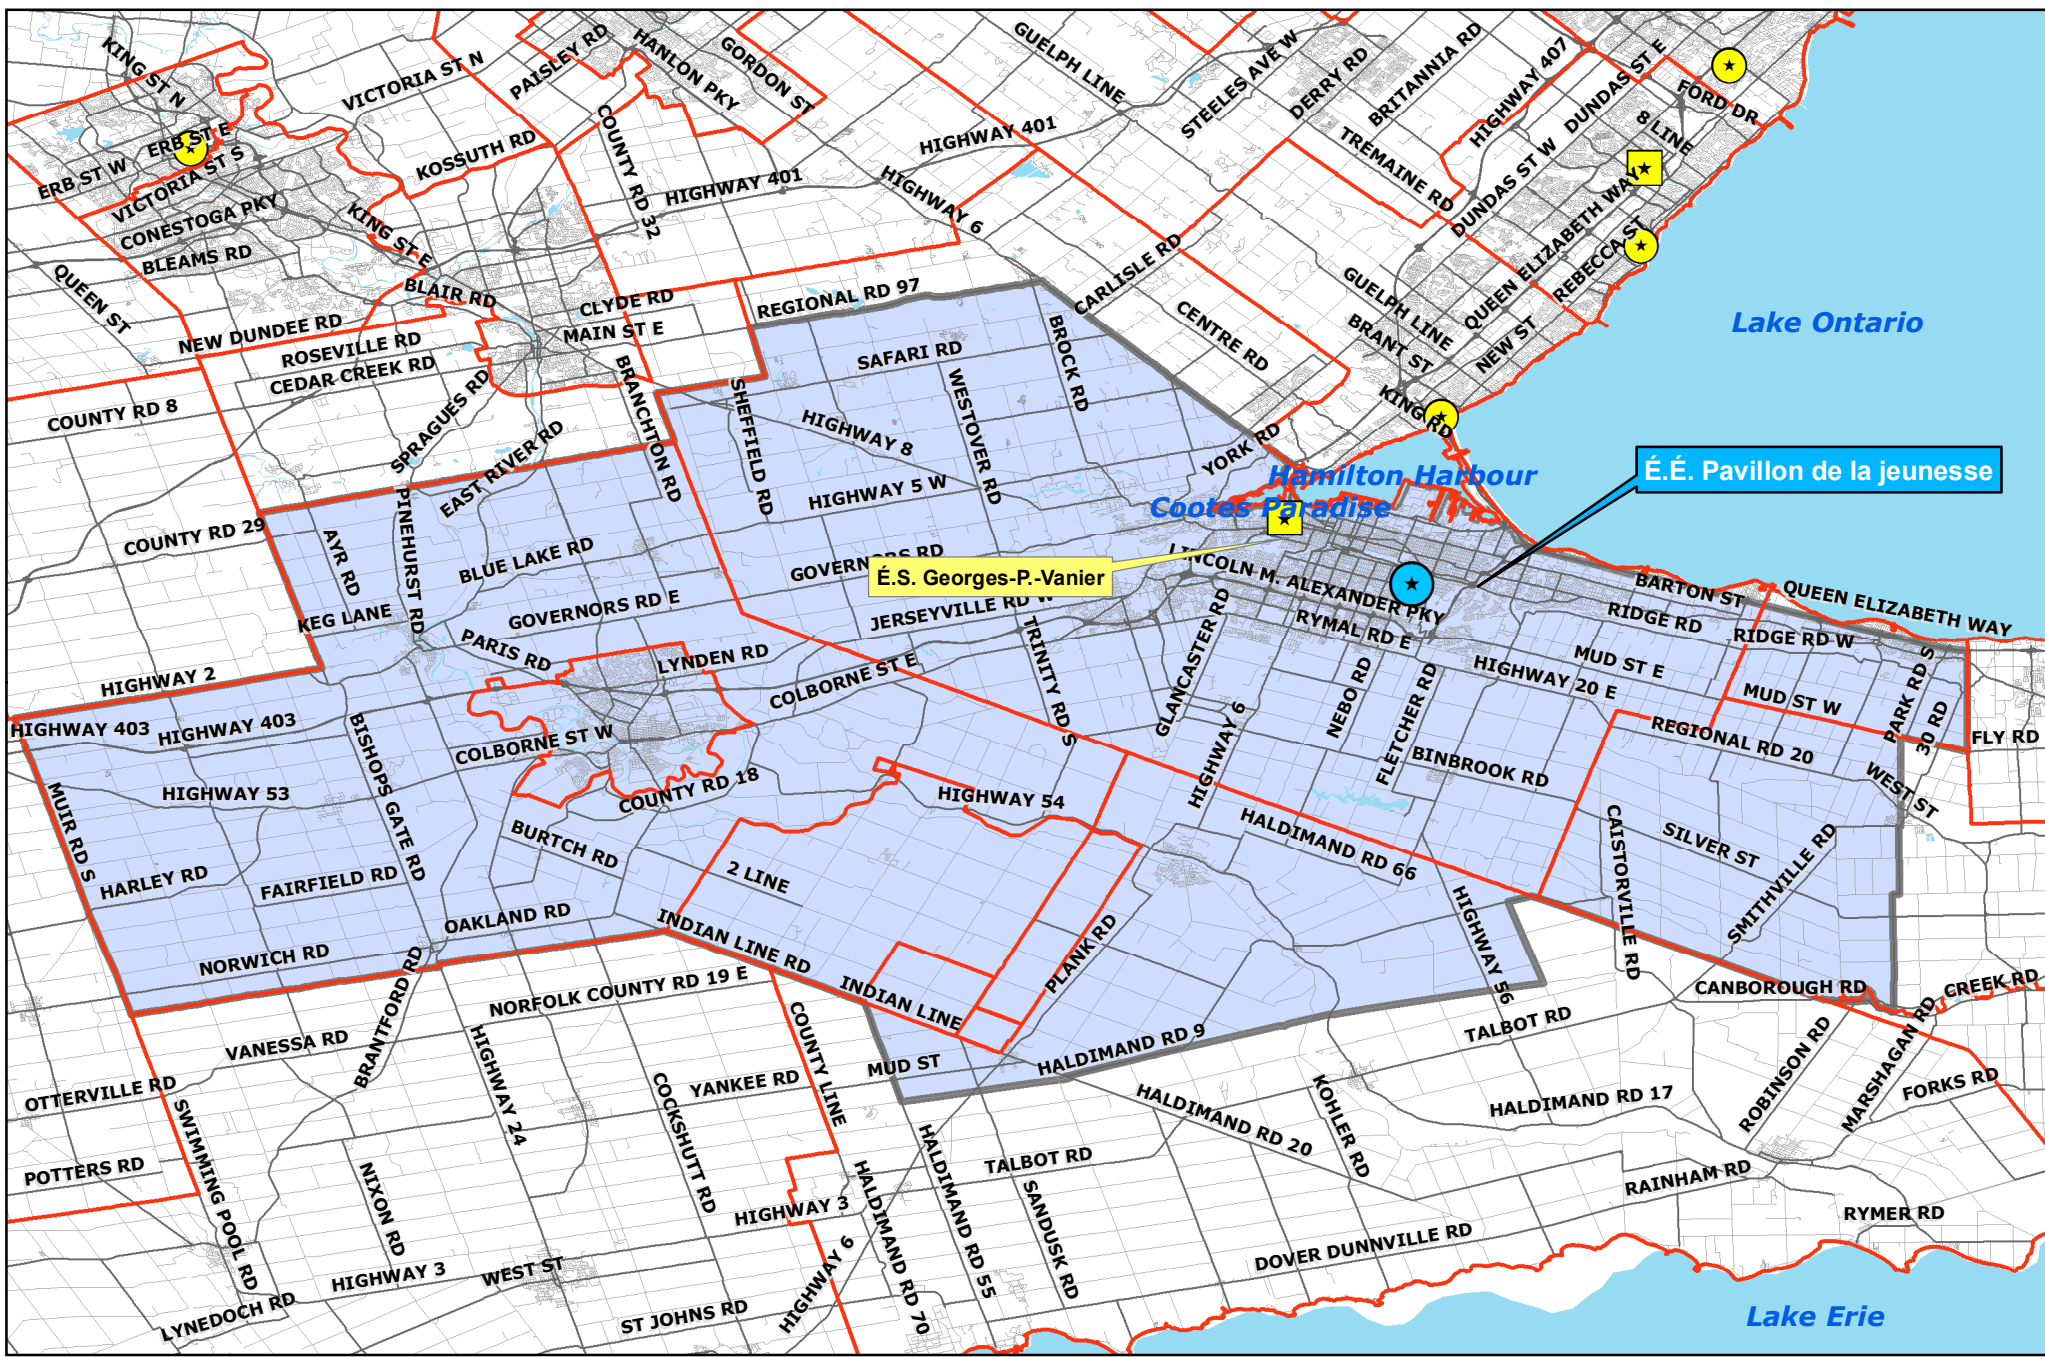 KING ST N
VICTORIA ST N
PAISLEY RD
HANLON PKY
GORDON ST
GUELPH LINE
STEELES AVE W
DERRY RD
BRITANNIA RD
HIGHWAY 407
DUNDAS ST E
FORD DR
8 LINE
ERB ST E
ERB ST W
VICTORIA ST S
KOSSUTH RD
COUNTY RD 32
HIGHWAY 401
HIGHWAY 401
HIGHWAY 6
TREMAINE RD
DUNDAS ST W
QUEEN ELIZABETH WAY
REBECCA ST
CONESTOGA PKY
KING ST E
BLEAMS RD
QUEEN ST
BLAIR RD
CLYDE RD
REGIONAL RD 97
CARLISLE RD
GUELPH LINE
Lake Ontario
NEW DUNDEE RD
ROSEVILLE RD
MAIN ST E
CEDAR CREEK RD
BROCK RD
CENTRE RD
BRANT ST
NEW ST
SAFARI RD
BRANCHTON RD
SPRAGUES RD
SHEFFIELD RD
WESTOVER RD
KING RD
COUNTY RD 8
HIGHWAY 8
YORK RD
EAST RIVER RD
PINEHURST RD
HIGHWAY 5 W
Hamilton Harbour
Cootes Paradise
É.É. Pavillon de la jeunesse
COUNTY RD 29
AYR RD
BLUE LAKE RD
GOVERNORS RD
É.S. Georges-P.-Vanier
LINCOLN M. ALEXANDER PKY
BARTON ST
QUEEN ELIZABETH WAY
KEG LANE
GOVERNORS RD E
JERSEYVILLE RD W
RYMAL RD E
RIDGE RD
RIDGE RD W
PARIS RD
LYNDEN RD
TRINITY RD S
GLANCASTER RD
MUD ST E
HIGHWAY 2
COLBORNE ST E
NEBO RD
FLETCHER RD
HIGHWAY 20 E
MUD ST W
PARK RD S
HIGHWAY 403
HIGHWAY 403
BISHOPS GATE RD
COLBORNE ST W
HIGHWAY 6
REGIONAL RD 20
30 RD
FLY RD
BINBROOK RD
HIGHWAY 53
COUNTY RD 18
HIGHWAY 54
WEST ST
MUIR RD S
BURTCH RD
HALDIMAND RD 66
CAISTORVILLE RD
SILVER ST
SMITHVILLE RD
HARLEY RD
FAIRFIELD RD
2 LINE
OAKLAND RD
INDIAN LINE RD
PLANK RD
HIGHWAY 56
NORWICH RD
BRANTFORD RD
NORFOLK COUNTY RD 19 E
INDIAN LINE
CANBOROUGH RD
CREEK RD
VANESSA RD
HIGHWAY 24
COUNTY LINE
MUD ST
HALDIMAND RD 9
TALBOT RD
ROBINSON RD
MARSHAGAN RD
OTTERVILLE RD
COCKSHUTT RD
YANKEE RD
HALDIMAND RD 20
KOHLER RD
HALDIMAND RD 17
FORKS RD
SWIMMING POOL RD
POTTERS RD
NIXON RD
HALDIMAND RD 70
HALDIMAND RD 55
TALBOT RD
SANDUSK RD
RAINHAM RD
HIGHWAY 3
RYMER RD
HIGHWAY 3
WEST ST
HIGHWAY 6
DOVER DUNNVILLE RD
LYNEDOCH RD
ST JOHNS RD
Lake Erie